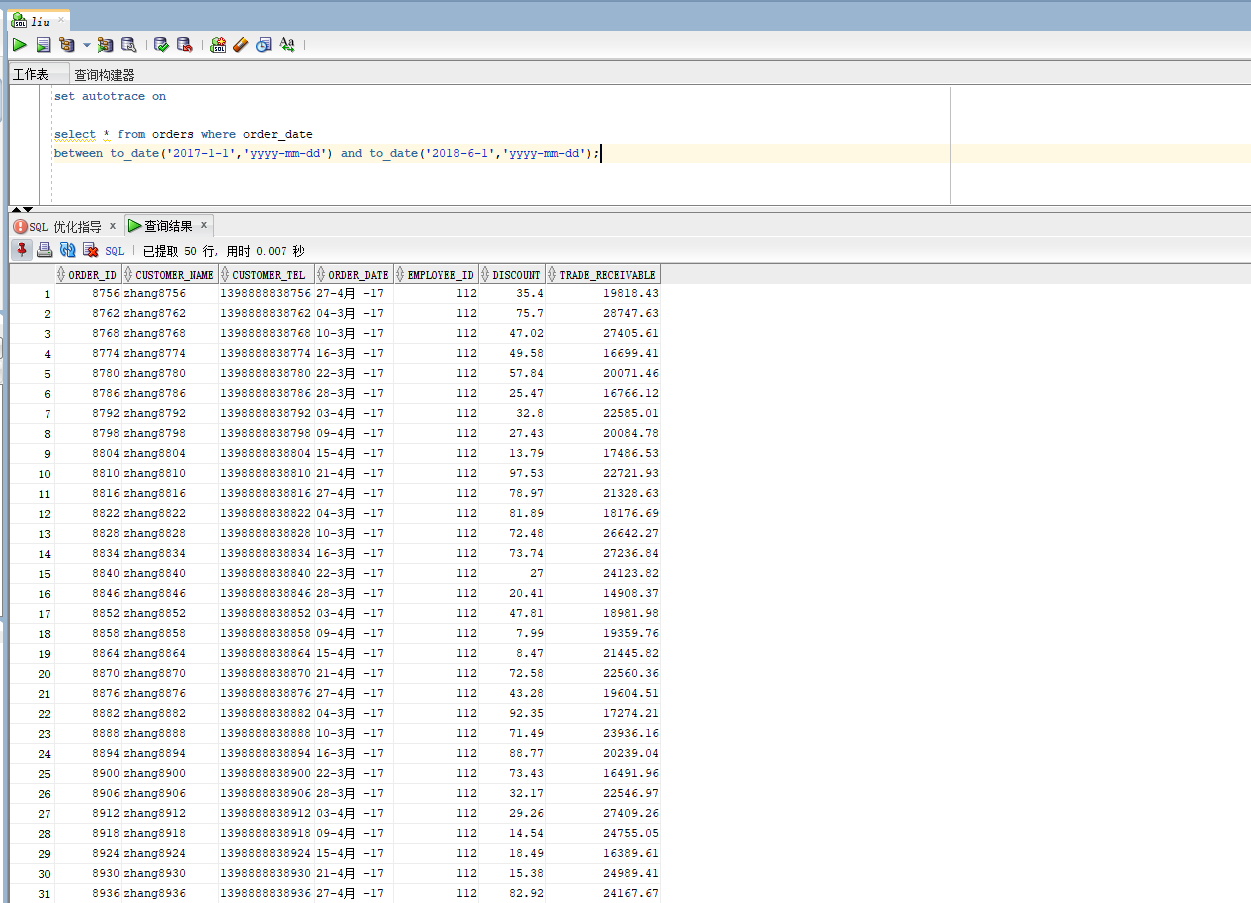 liu
工作表 查询构建器
set autotrace on
select * from orders where order_date
between to_date('2017-1-1','yyyy-mm-dd') and to_date('2018-6-1','yyyy-mm-dd');
SQL 优化指导 x 查询结果 x
SQL | 已提取 50 行, 用时 0.007 秒
ORDER_ID CUSTOMER_NAME CUSTOMER_TEL ORDER_DATE EMPLOYEE_ID DISCOUNT TRADE_RECEIVABLE
1 8756 zhang8756 1398888838756 27-4月 -17 112 35.4 19818.43
2 8762 zhang8762 1398888838762 04-3月 -17 112 75.7 28747.63
3 8768 zhang8768 1398888838768 10-3月 -17 112 47.02 27405.61
4 8774 zhang8774 1398888838774 16-3月 -17 112 49.58 16699.41
5 8780 zhang8780 1398888838780 22-3月 -17 112 57.84 20071.46
6 8786 zhang8786 1398888838786 28-3月 -17 112 25.47 16766.12
7 8792 zhang8792 1398888838792 03-4月 -17 112 32.8 22585.01
8 8798 zhang8798 1398888838798 09-4月 -17 112 27.43 20084.78
9 8804 zhang8804 1398888838804 15-4月 -17 112 13.79 17486.53
10 8810 zhang8810 1398888838810 21-4月 -17 112 97.53 22721.93
11 8816 zhang8816 1398888838816 27-4月 -17 112 78.97 21328.63
12 8822 zhang8822 1398888838822 04-3月 -17 112 81.89 18176.69
13 8828 zhang8828 1398888838828 10-3月 -17 112 72.48 26642.27
14 8834 zhang8834 1398888838834 16-3月 -17 112 73.74 27236.84
15 8840 zhang8840 1398888838840 22-3月 -17 112 27 24123.82
16 8846 zhang8846 1398888838846 28-3月 -17 112 20.41 14908.37
17 8852 zhang8852 1398888838852 03-4月 -17 112 47.81 18981.98
18 8858 zhang8858 1398888838858 09-4月 -17 112 7.99 19359.76
19 8864 zhang8864 1398888838864 15-4月 -17 112 8.47 21445.82
20 8870 zhang8870 1398888838870 21-4月 -17 112 72.58 22560.36
21 8876 zhang8876 1398888838876 27-4月 -17 112 43.28 19604.51
22 8882 zhang8882 1398888838882 04-3月 -17 112 92.35 17274.21
23 8888 zhang8888 1398888838888 10-3月 -17 112 71.49 23936.16
24 8894 zhang8894 1398888838894 16-3月 -17 112 88.77 20239.04
25 8900 zhang8900 1398888838900 22-3月 -17 112 73.43 16491.96
26 8906 zhang8906 1398888838906 28-3月 -17 112 32.17 22546.97
27 8912 zhang8912 1398888838912 03-4月 -17 112 29.26 27409.26
28 8918 zhang8918 1398888838918 09-4月 -17 112 14.54 24755.05
29 8924 zhang8924 1398888838924 15-4月 -17 112 18.49 16389.61
30 8930 zhang8930 1398888838930 21-4月 -17 112 15.38 24989.41
31 8936 zhang8936 1398888838936 27-4月 -17 112 82.92 24167.67